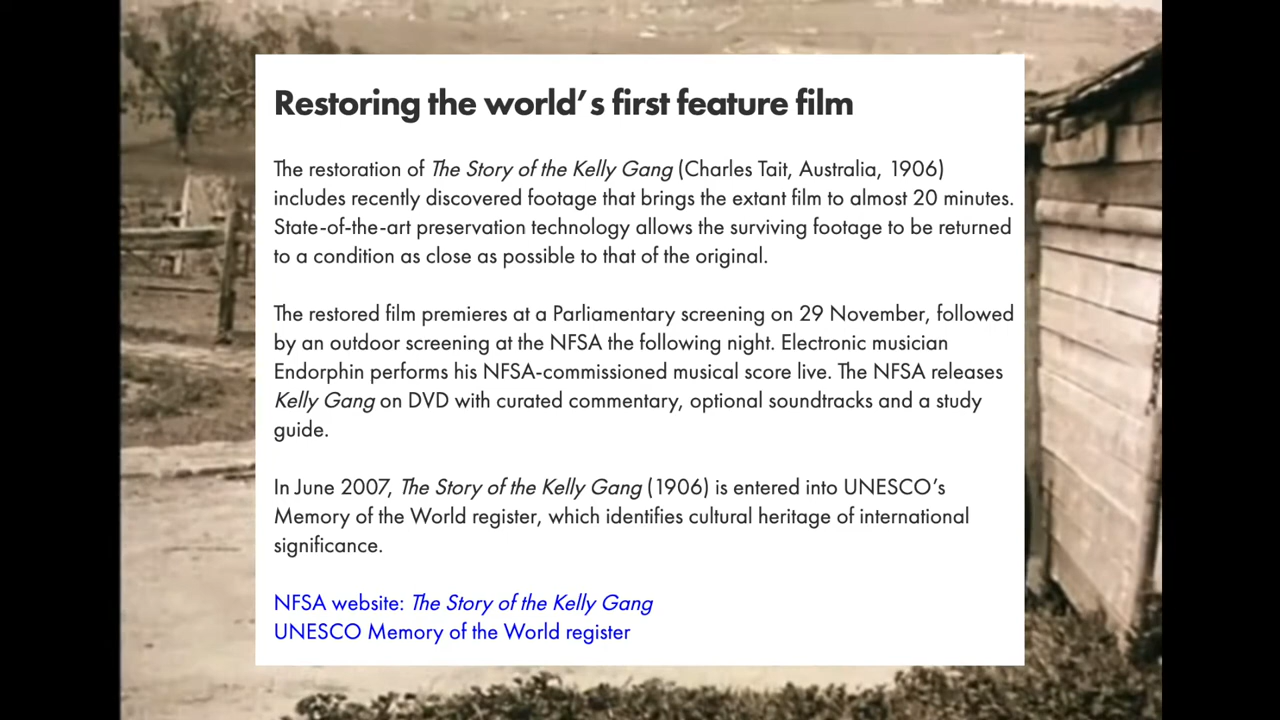 Restoring the world's first feature film
The restoration of The Story of the Kelly Gang (Charles Tait, Australia, 1906)
includes recently discovered footage that brings the extant film to almost 20 minutes.
State-of-the-art preservation technology allows the surviving footage to be returned
to a condition as close as possible to that of the original.
The restored film premieres at a Parliamentary screening on 29 November, followed
by an outdoor screening at the NFSA the following night. Electronic musician
Endorphin performs his NFSA-commissioned musical score live. The NFSA releases
Kelly Gang on DVD with curated commentary, optional soundtracks and a study
guide.
In June 2007, The Story of the Kelly Gang (1906) is entered into UNESCO's
Memory of the World register, which identifies cultural heritage of international
significance.
NFSA website: The Story of the Kelly Gang
UNESCO Memory of the World register